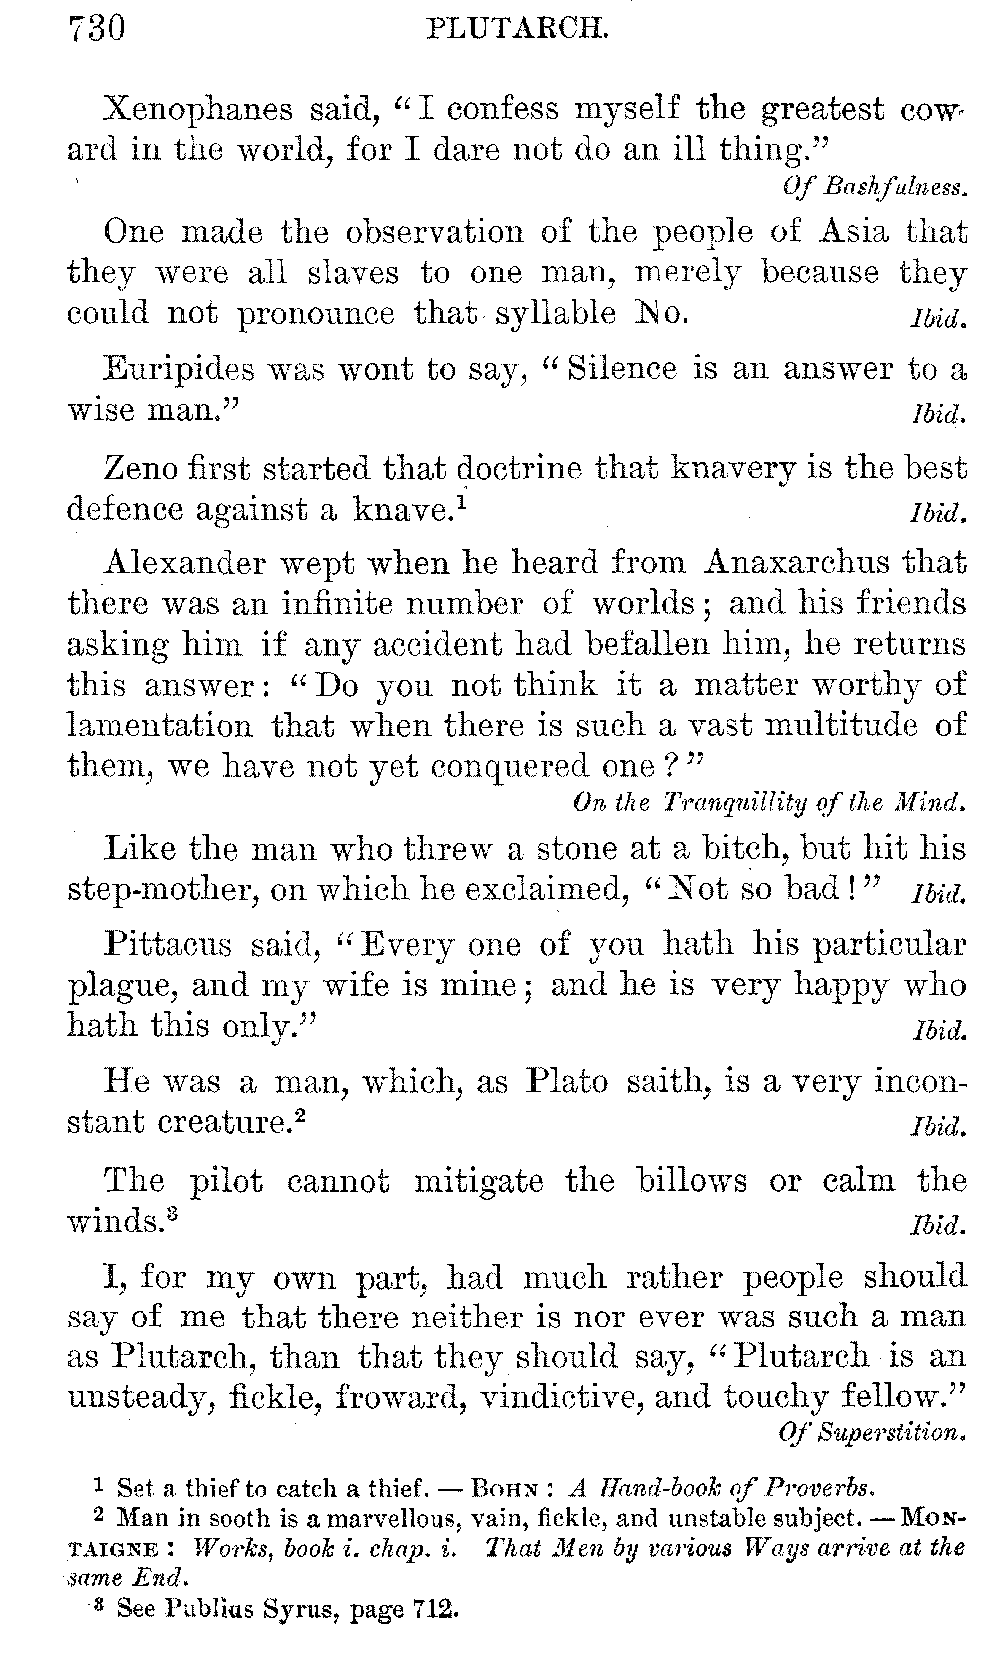 730 PLUTARCH.
Xenophanes said, “I confess myself the greatest cow-
ard in the world, for I dare not do an ill thing.”
Of Bashfulness.
One made the observation of the people of Asia that
they were all slaves to one man, merely because they
could not pronounce that syllable No. Ibid.
Euripides was wont to say, “Silence is an answer to a
wise man.” Ibid.
Zeno first started that doctrine that knavery is the best
defence against a knave.¹ Ibid.
Alexander wept when he heard from Anaxarchus that
there was an infinite number of worlds; and his friends
asking him if any accident had befallen him, he returns
this answer: “Do you not think it a matter worthy of
lamentation that when there is such a vast multitude of
them, we have not yet conquered one?”
On the Tranquillity of the Mind.
Like the man who threw a stone at a bitch, but hit his
step-mother, on which he exclaimed, “Not so bad!” Ibid.
Pittacus said, “Every one of you hath his particular
plague, and my wife is mine; and he is very happy who
hath this only.” Ibid.
He was a man, which, as Plato saith, is a very incon-
stant creature.² Ibid.
The pilot cannot mitigate the billows or calm the
winds.³ Ibid.
I, for my own part, had much rather people should
say of me that there neither is nor ever was such a man
as Plutarch, than that they should say, “Plutarch is an
unsteady, fickle, froward, vindictive, and touchy fellow.”
Of Superstition.
¹ Set a thief to catch a thief. — BOHN: A Hand-book of Proverbs.
² Man in sooth is a marvellous, vain, fickle, and unstable subject. — MON-
TAIGNE: Works, book i. chap. i. That Men by various Ways arrive at the
same End.
³ See Publius Syrus, page 712.